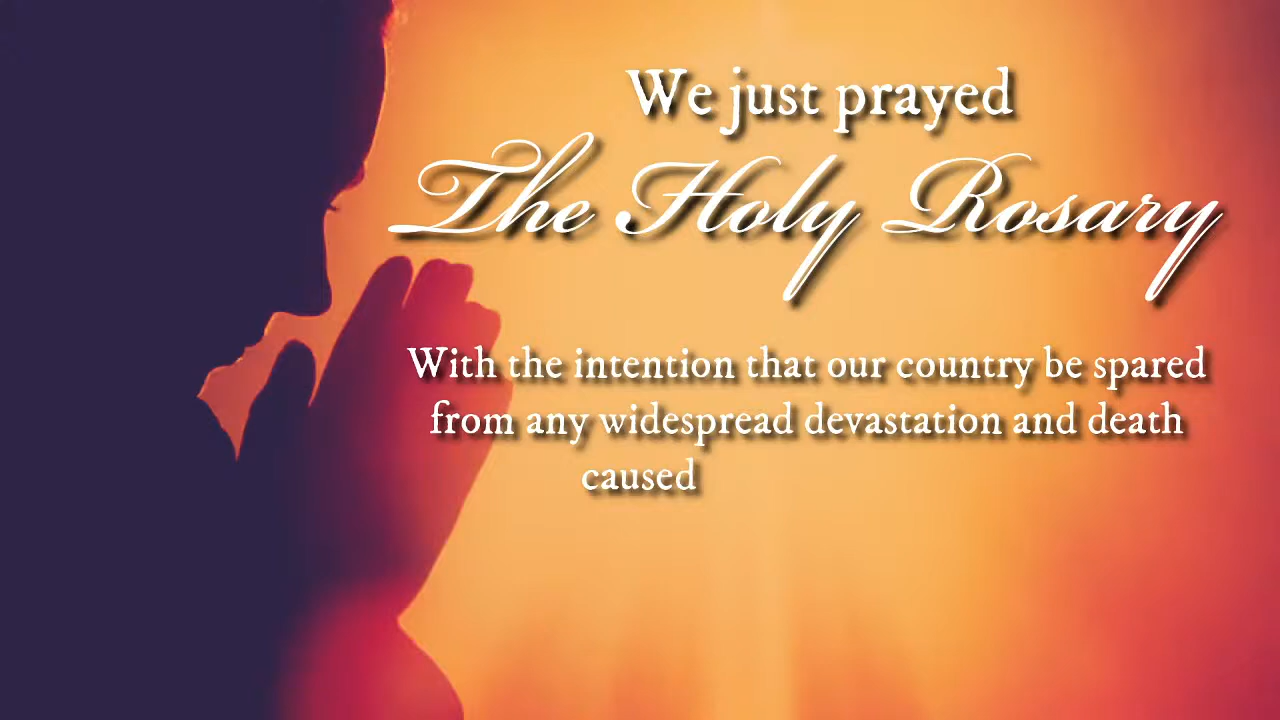 We just prayed
The Holy Rosary
With the intention that our country be spared
from any widespread devastation and death
caused